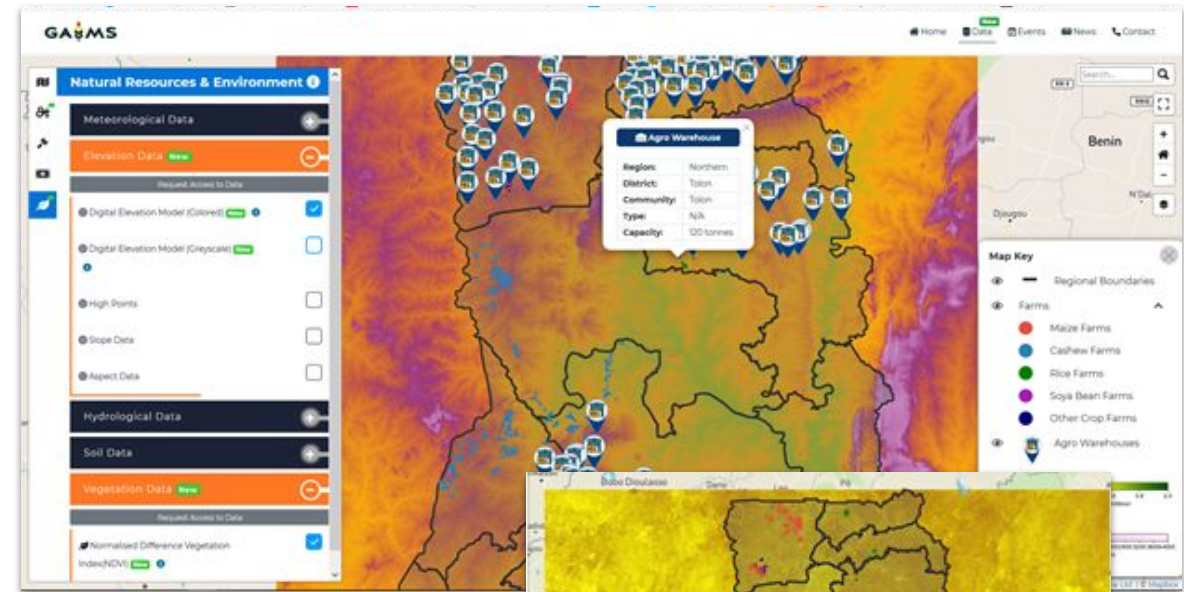 GAIMS
Home
Data
New
Events
News
Contact
Natural Resources & Environment
Meteorological Data
Elevation Data New
Request Access to Data
Digital Elevation Model (Colored) New
Digital Elevation Model (Greyscale) New
High Points
Slope Data
Aspect Data
Hydrological Data
Soil Data
Vegetation Data New
Request Access to Data
Normalised Difference Vegetation
Index(NDVI) New
Agro Warehouse
Region: Northern
District: Tolon
Community: Tolon
Type: N/A
Capacity: 120 tonnes
Search...
Benin
Djougou
Map Key
Regional Boundaries
Farms
Maize Farms
Cashew Farms
Rice Farms
Soya Bean Farms
Other Crop Farms
Agro Warehouses
Bobo Dioulasso
Pô